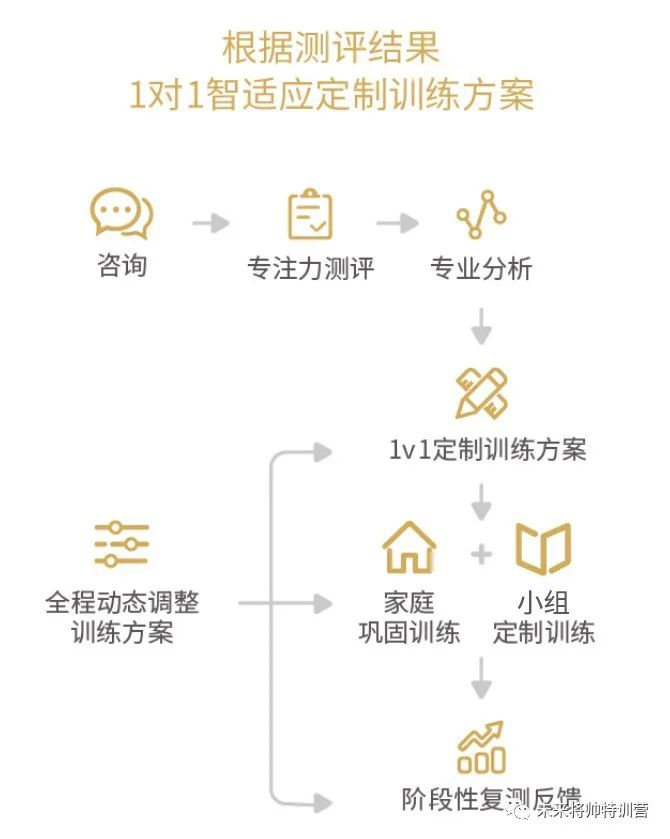 根据测评结果
1对1智适应定制训练方案
咨询
专注力测评
专业分析
1v1定制训练方案
全程动态调整
训练方案
家庭
巩固训练
+
小组
定制训练
阶段性复测反馈
未来将帅特训营